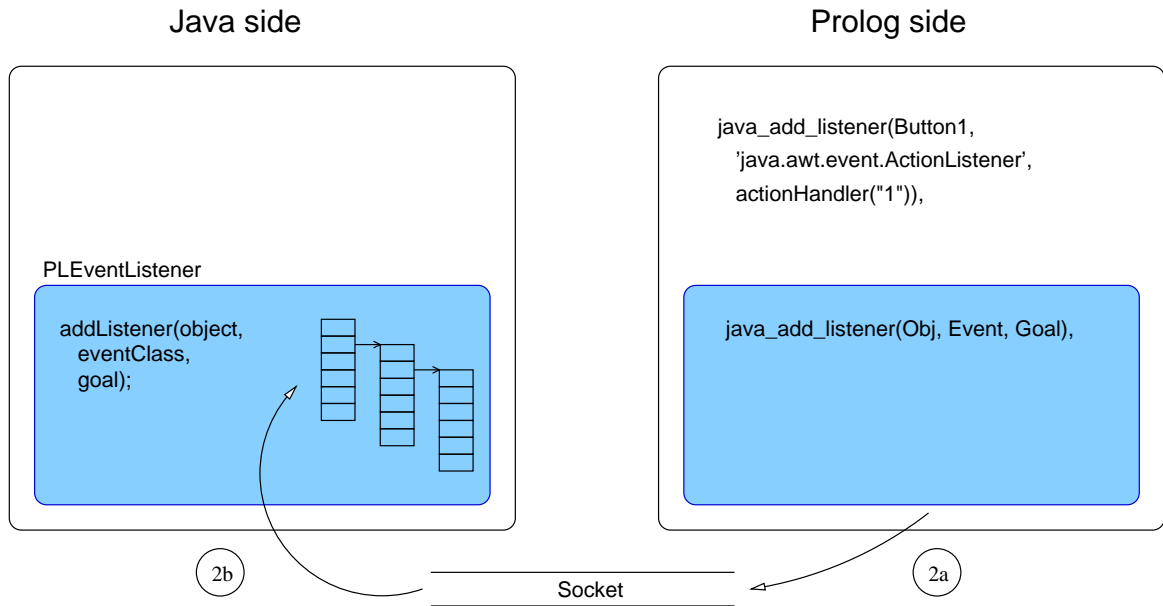 Java side
PLEventListener
addListener(object,
eventClass,
goal);
2b
Prolog side
java_add_listener(Button1,
’java.awt.event.ActionListener’,
actionHandler("1")),
java_add_listener(Obj, Event, Goal),
2a
Socket